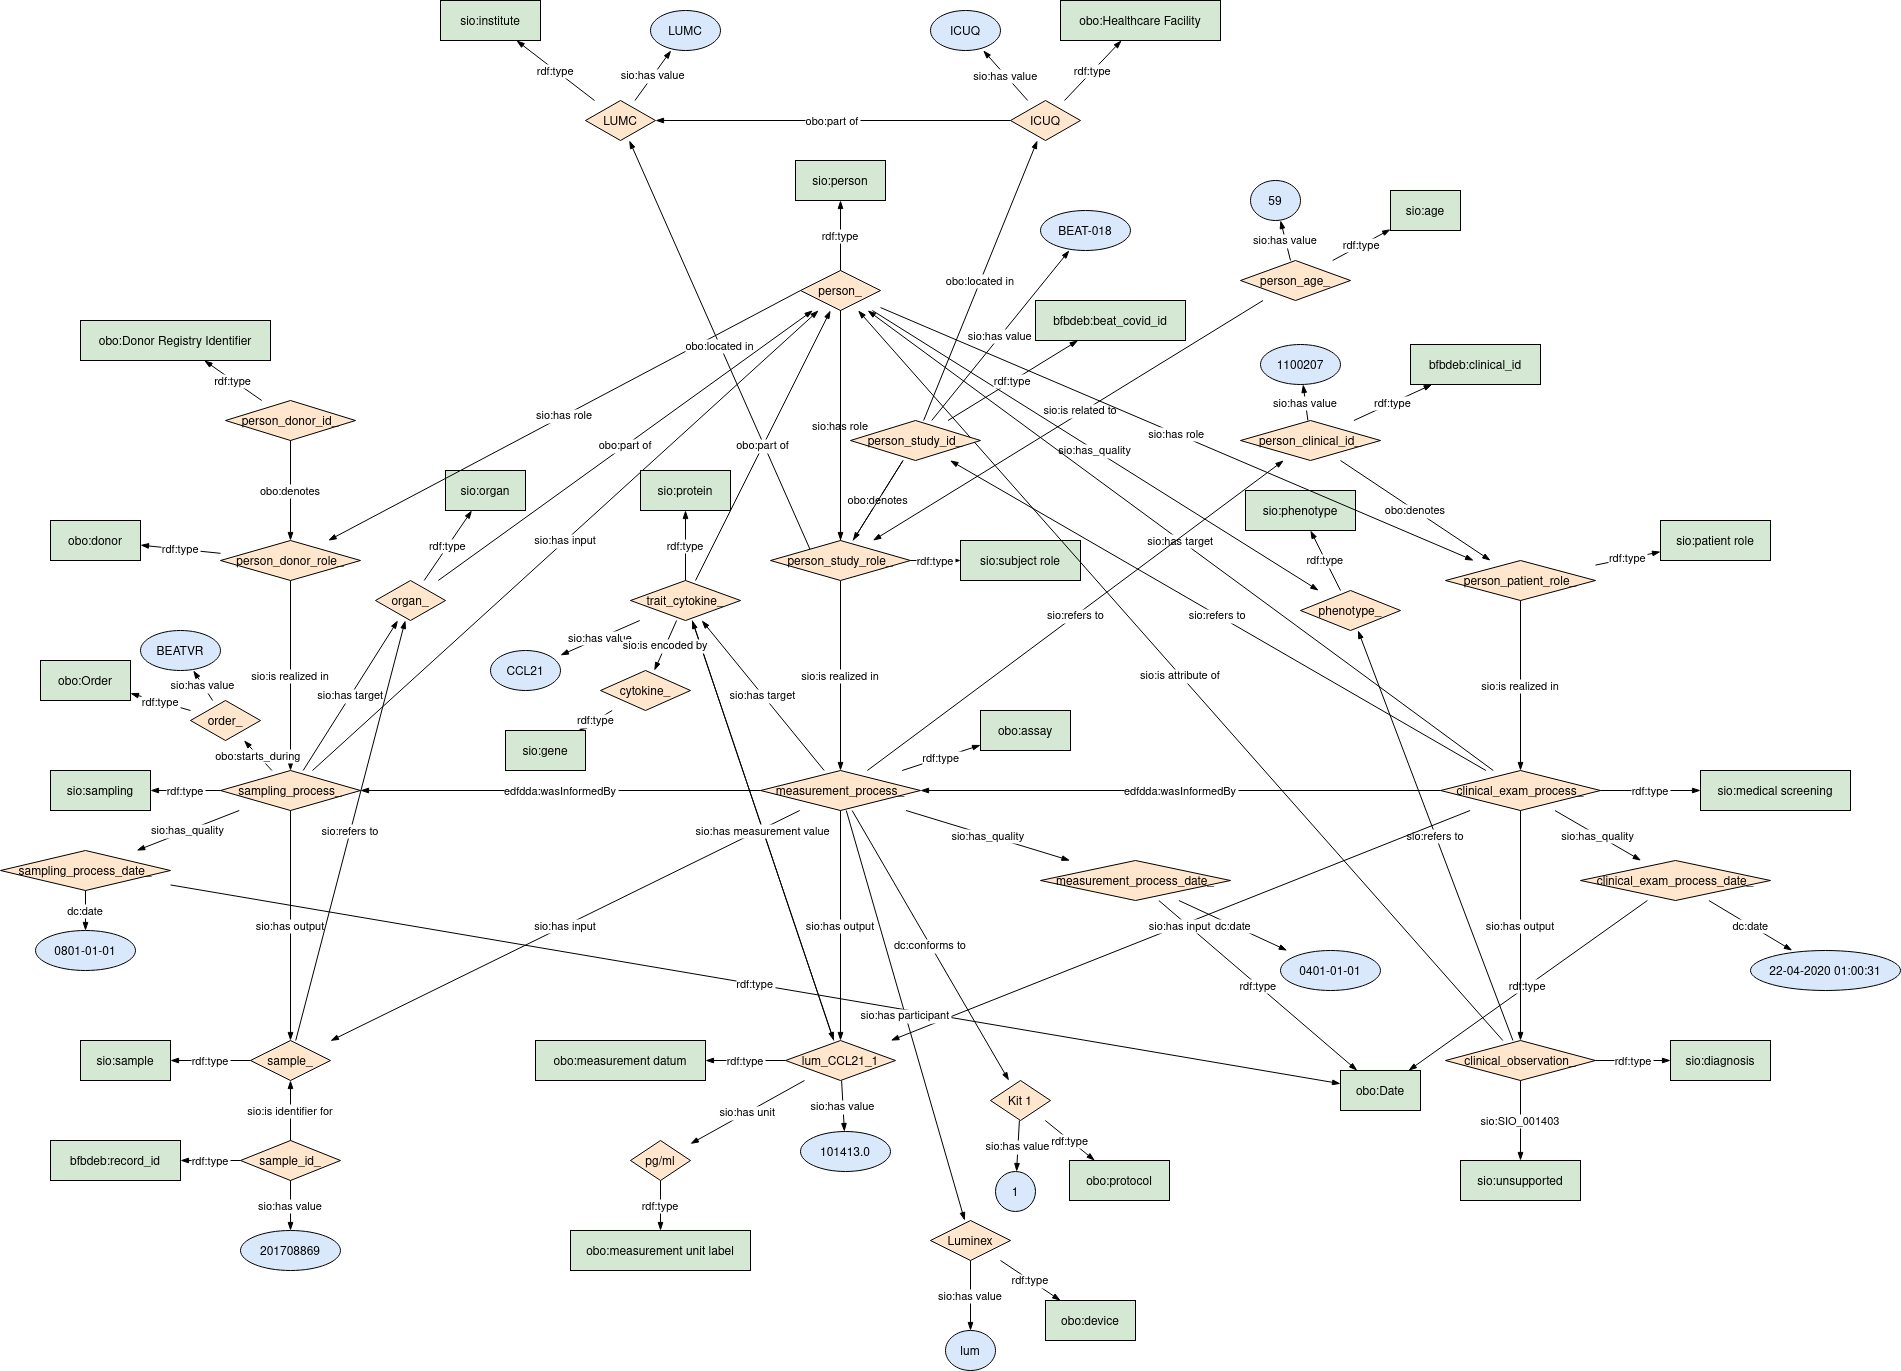 sio:institute
LUMC
ICUQ
obo:Healthcare Facility
rdf:type
sio:has value
sio:has value
rdf:type
LUMC
obo:part of
ICUQ
sio:person
59
sio:age
BEAT-018
rdf:type
sio:has value
rdf:type
obo:located in
person_age_
person_
bfbdeb:beat_covid_id
obo:Donor Registry Identifier
obo:located in
sio:has value
1100207
bfbdeb:clinical_id
rdf:type
rdf:type
sio:has value
rdf:type
sio:is related to
sio:has role
person_donor_id_
sio:has role
sio:has role
person_study_id_
person_clinical_id
obo:part of
obo:part of
sio:has_quality
obo:denotes
sio:organ
sio:protein
obo:denotes
sio:phenotype
obo:denotes
obo:donor
rdf:type
sio:has input
rdf:type
rdf:type
sio:has target
sio:patient role
person_donor_role_
person_study_role_
rdf:type
sio:subject role
rdf:type
rdf:type
person_patient_role_
organ_
trait_cytokine_
phenotype_
sio:refers to
sio:refers to
BEATVR
sio:has value
sio:is encoded by
obo:Order
sio:has value
sio:is realized in
CCL21
sio:is realized in
sio:is attribute of
sio:is realized in
rdf:type
sio:has target
cytokine_
sio:has target
order_
rdf:type
obo:assay
obo:starts_during
sio:gene
rdf:type
sio:sampling
rdf:type
sampling_process_
edfdda:wasInformedBy
measurement_process_
edfdda:wasInformedBy
clinical_exam_process_
rdf:type
sio:medical screening
sio:has_quality
sio:refers to
sio:has measurement value
sio:has_quality
sio:refers to
sio:has_quality
sampling_process_date_
measurement_process_date_
clinical_exam_process_date_
dc:date
sio:has output
sio:has input
sio:has output
dc:conforms to
sio:has input
dc:date
sio:has output
dc:date
0801-01-01
0401-01-01
22-04-2020 01:00:31
rdf:type
rdf:type
rdf:type
sio:has participant
sio:sample
rdf:type
sample_
obo:measurement datum
rdf:type
lum_CCL21_1
clinical_observation_
rdf:type
sio:diagnosis
obo:Date
sio:is identifier for
sio:has unit
sio:has value
Kit 1
sio:SIO_001403
sio:has value
rdf:type
bfbdeb:record_id
rdf:type
sample_id_
pg/ml
101413.0
1
obo:protocol
sio:unsupported
sio:has value
rdf:type
201708869
obo:measurement unit label
Luminex
rdf:type
sio:has value
obo:device
lum